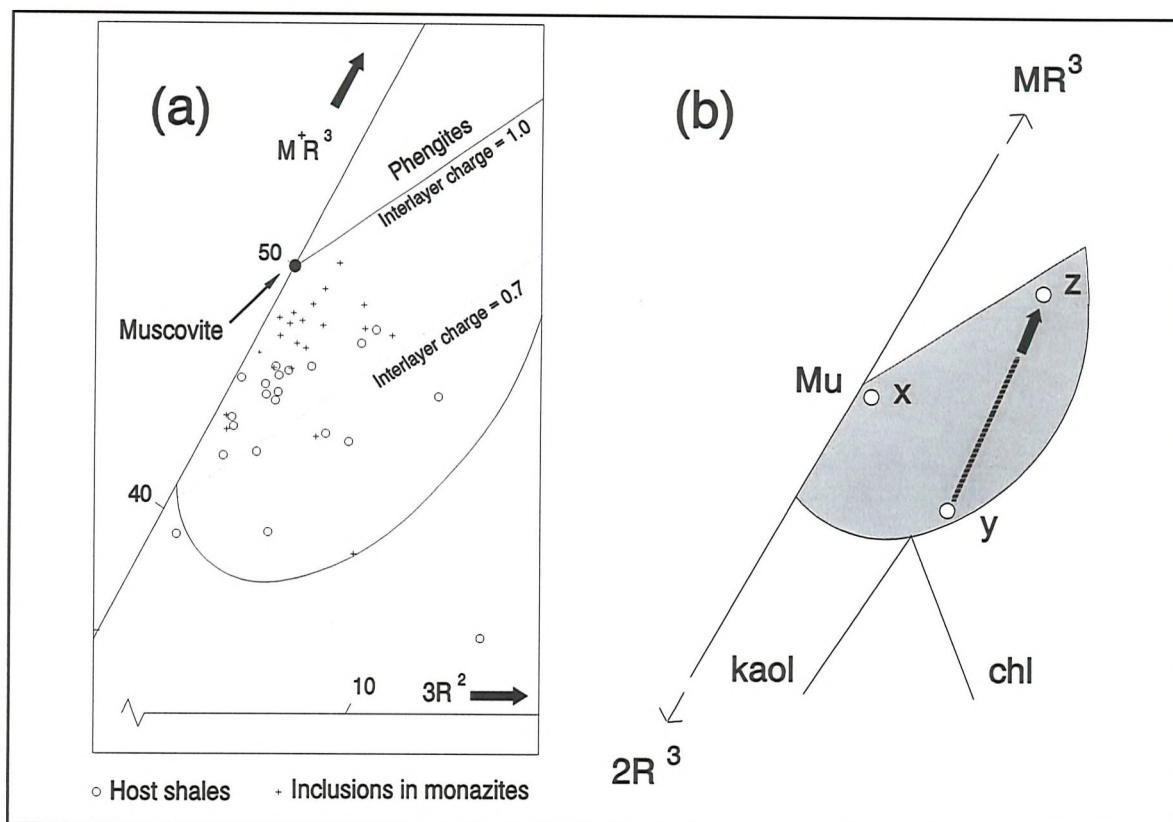 (a)
M⁺R³
Phengites
Interlayer charge = 1.0
50
Muscovite
Interlayer charge = 0.7
40
10
3R²
○ Host shales + Inclusions in monazites
(b)
MR³
z
Mu
x
y
kaol
chl
2R³